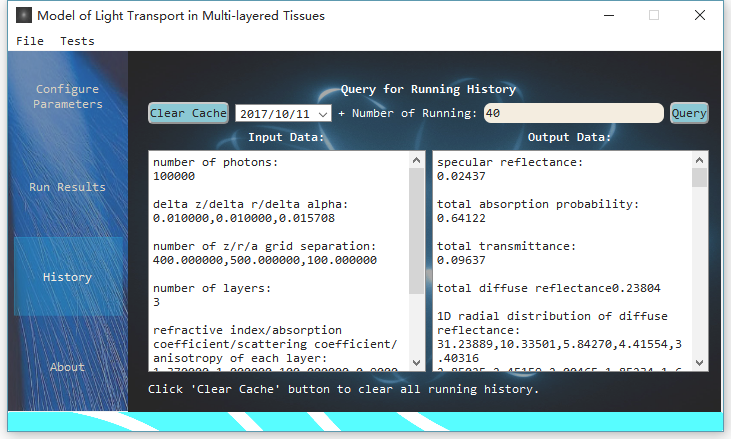 Model of Light Transport in Multi-layered Tissues
File Tests
Configure
Parameters
Run Results
History
About
Query for Running History
Clear Cache 2017/10/11 + Number of Running: 40 Query
Input Data:
number of photons:
100000
delta z/delta r/delta alpha:
0.010000,0.010000,0.015708
number of z/r/a grid separation:
400.000000,500.000000,100.000000
number of layers:
3
refractive index/absorption
coefficient/scattering coefficient/
anisotropy of each layer:
Output Data:
specular reflectance:
0.02437
total absorption probability:
0.64122
total transmittance:
0.09637
total diffuse reflectance0.23804
1D radial distribution of diffuse
reflectance:
31.23889,10.33501,5.84270,4.41554,3
.40316
Click 'Clear Cache' button to clear all running history.